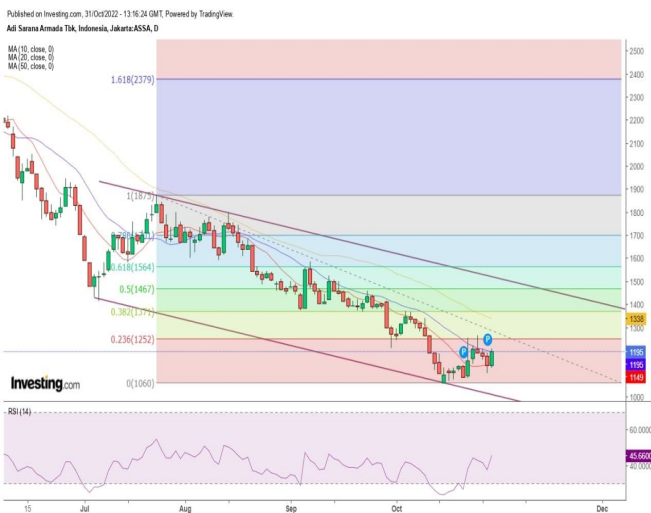 Published on Investing.com, 31/Oct/2022 - 13:16:24 GMT, Powered by TradingView.
Adi Sarana Armada Tbk, Indonesia, Jakarta:ASSA, D
MA (10, close, 0)
MA (20, close, 0)
MA (50, close, 0)
1.618(2379)
1(1875)
0.618(1564)
0.5(1467)
0.382(1371)
0.236(1252)
0(1060)
P
P
2500
2400
2300
2200
2100
2000
1900
1800
1700
1600
1500
1400
1338
1300
1195
1195
1149
1000
Investing.com
RSI (14)
60.0000
45.6600
40.0000
15
Jul
Aug
Sep
Oct
Dec